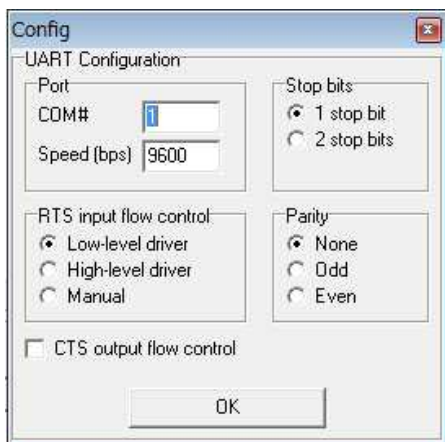 Config
UART Configuration
Port
COM# 1
Speed (bps) 9600
Stop bits
1 stop bit
2 stop bits
RTS input flow control
Low-level driver
High-level driver
Manual
Parity
None
Odd
Even
CTS output flow control
OK